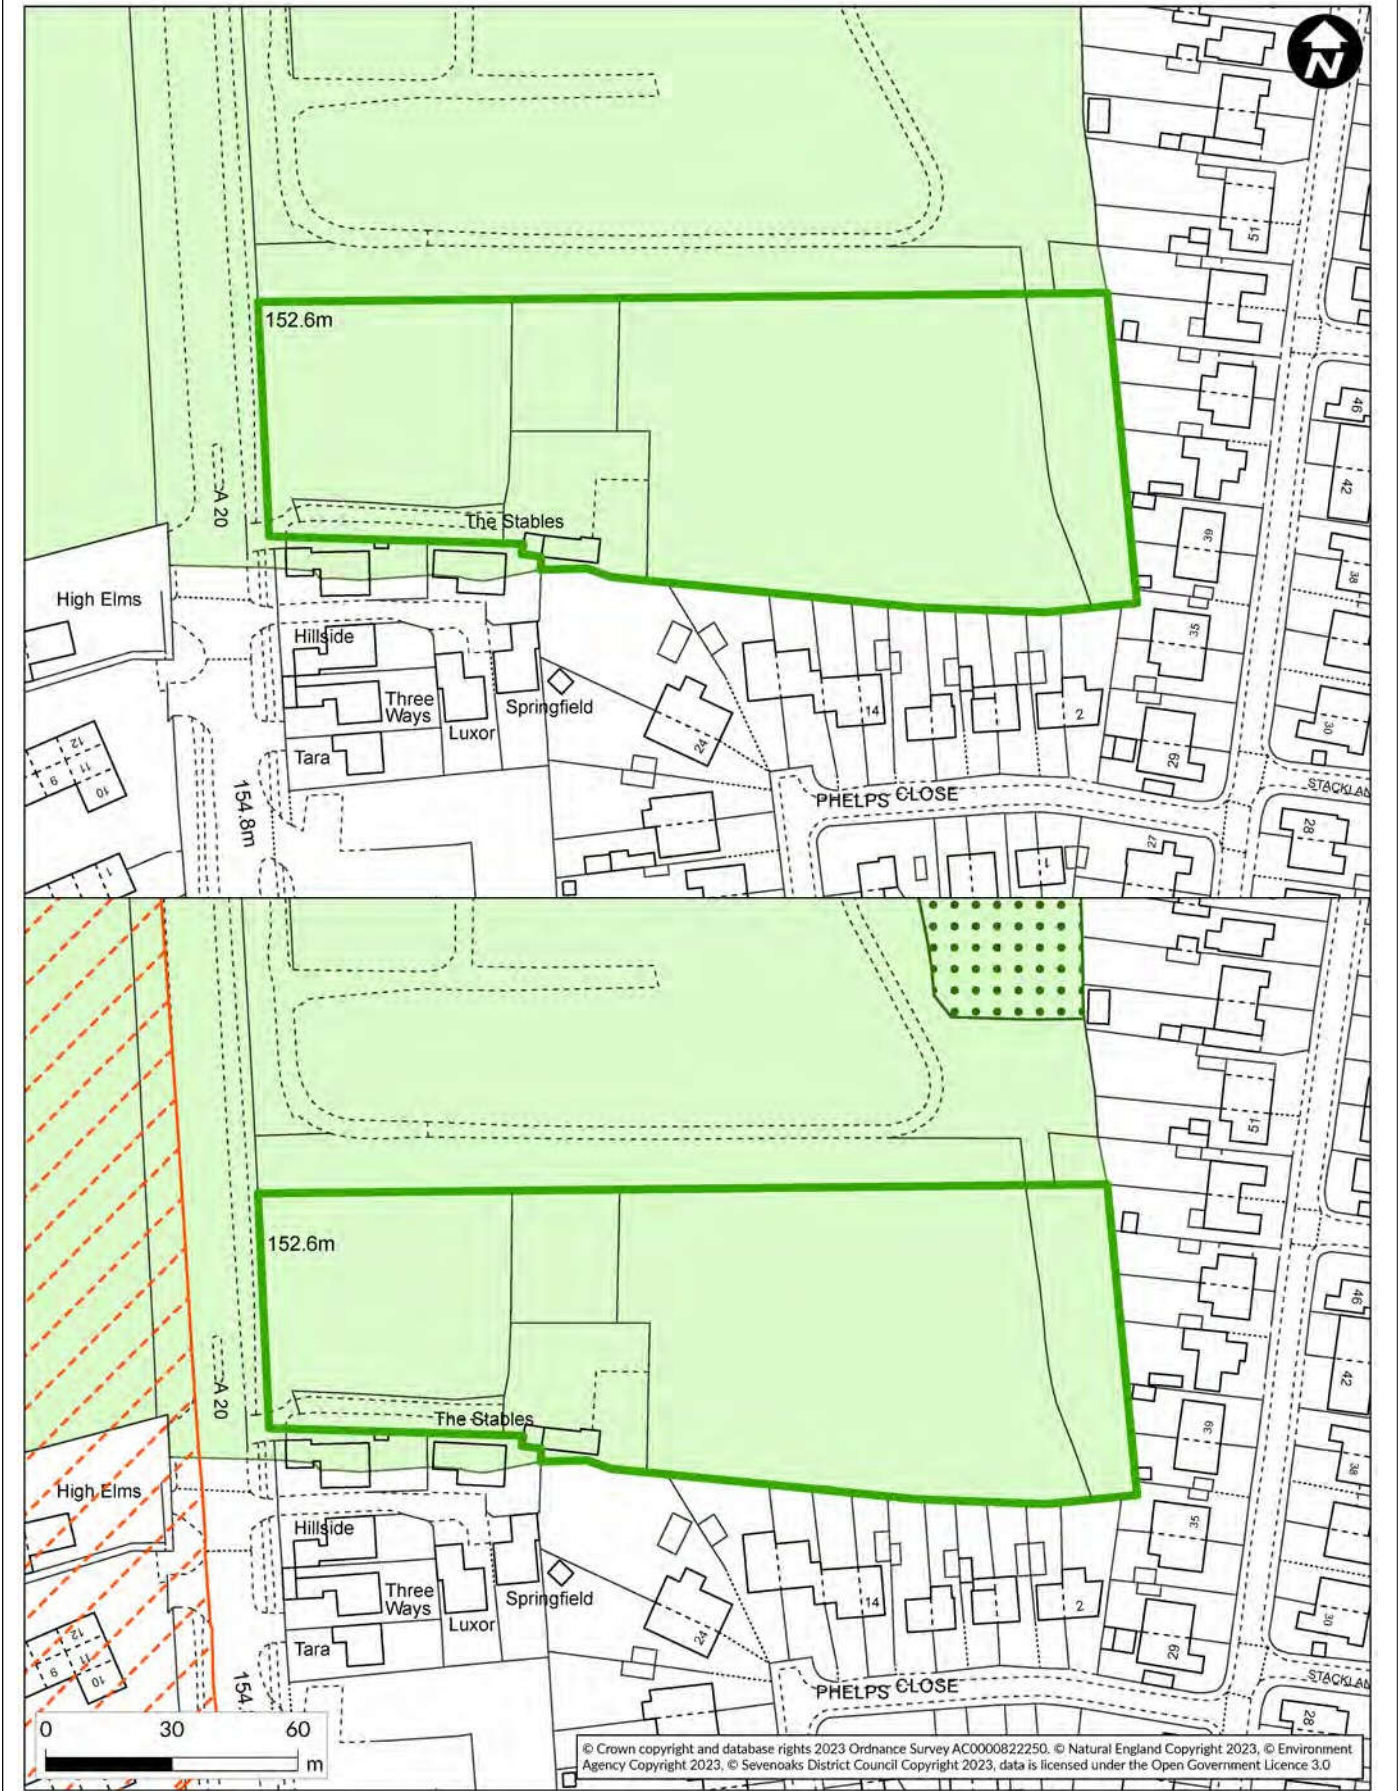 N
51
152.6m
46
42
A 20
The Stables
39
38
High Elms
Hillside
35
Three
Ways
Springfield
14
2
Luxor
24
30
Tara
29
12
11
9
10
STACKLAN
154.8m
PHELPS CLOSE
28
27
1
1
51
152.6m
46
42
A 20
The Stables
39
38
High Elms
Hillside
35
Three
Ways
Springfield
14
2
Luxor
24
30
Tara
29
12
11
9
10
STACKLAN
154.
PHELPS CLOSE
28
0 30 60
m
© Crown copyright and database rights 2023 Ordnance Survey AC0000822250. © Natural England Copyright 2023, © Environment
Agency Copyright 2023, © Sevenoaks District Council Copyright 2023, data is licensed under the Open Government Licence 3.0